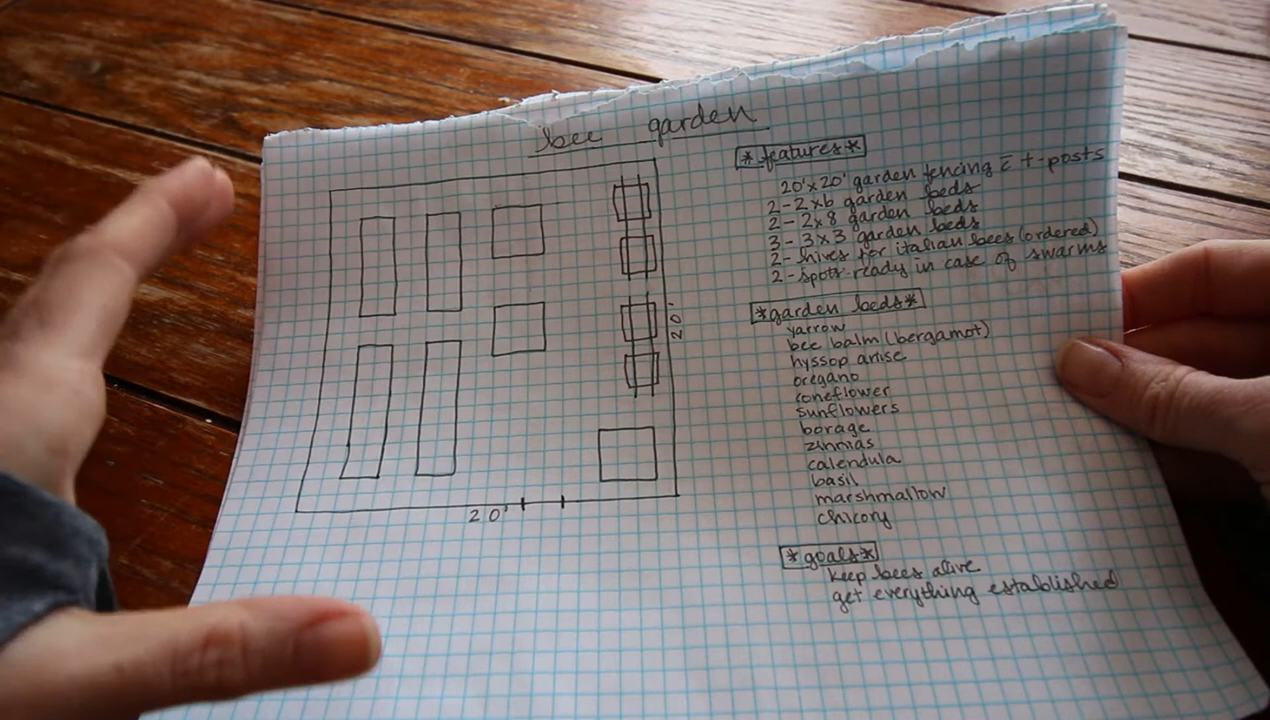 bee garden
*features*
20'x20' garden fencing c̄ t-posts
2-2x6 garden beds
2-2x8 garden beds
3-3x3 garden beds
2-hives for italian bees (ordered)
2-spots ready in case of swarms
*garden beds*
yarrow
bee balm (bergamot)
hyssop anise
oregano
coneflower
sunflowers
borage
zinnias
calendula
basil
marshmallow
chicory
*goals*
keep bees alive
get everything established
20'
20'